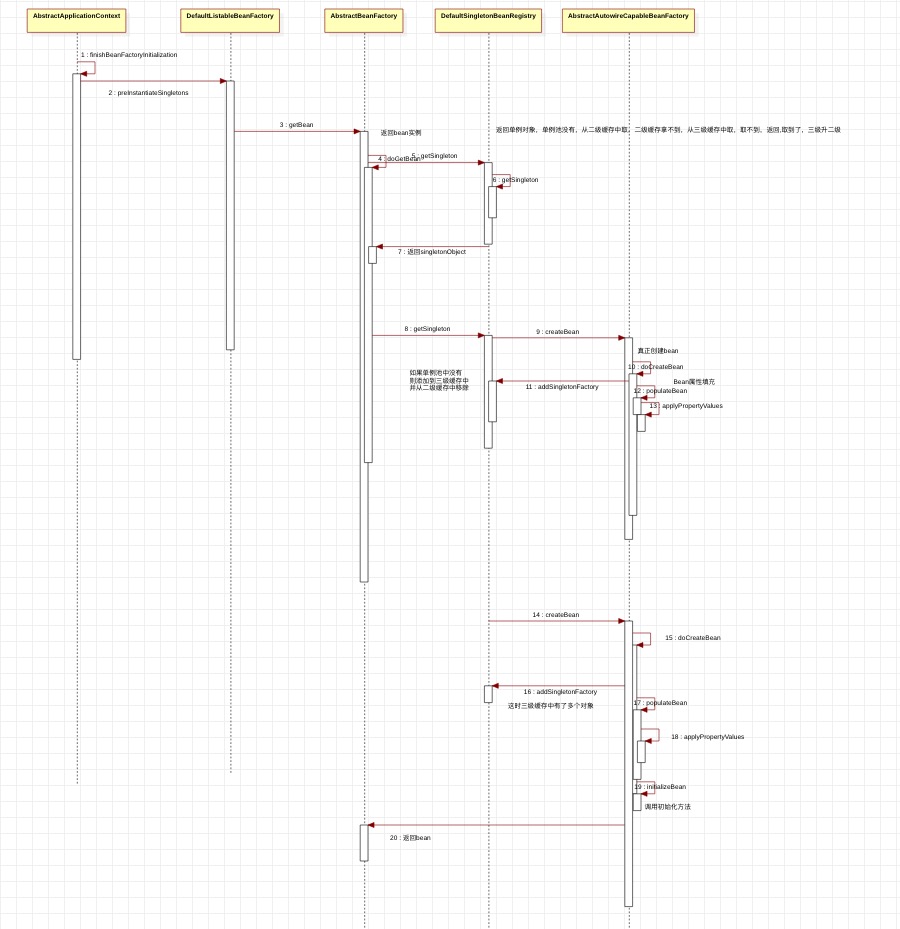 AbstractApplicationContext
DefaultListableBeanFactory
AbstractBeanFactory
DefaultSingletonBeanRegistry
AbstractAutowireCapableBeanFactory
1 : finishBeanFactoryInitialization
2 : preInstantiateSingletons
3 : getBean
返回bean实例
返回单例对象，单例池没有，从二级缓存中取，二级缓存拿不到，从三级缓存中取，取不到，返回,取到了，三级升二级
5 : getSingleton
4 : doGetBean
6 : getSingleton
7 : 返回singletonObject
8 : getSingleton
9 : createBean
真正创建bean
10 : doCreateBean
如果单例池中没有
则添加到三级缓存中
并从二级缓存中移除
11 : addSingletonFactory
Bean属性填充
12 : populateBean
13 : applyPropertyValues
14 : createBean
15 : doCreateBean
16 : addSingletonFactory
这时三级缓存中有了多个对象
17 : populateBean
18 : applyPropertyValues
19 : initializeBean
调用初始化方法
20 : 返回bean